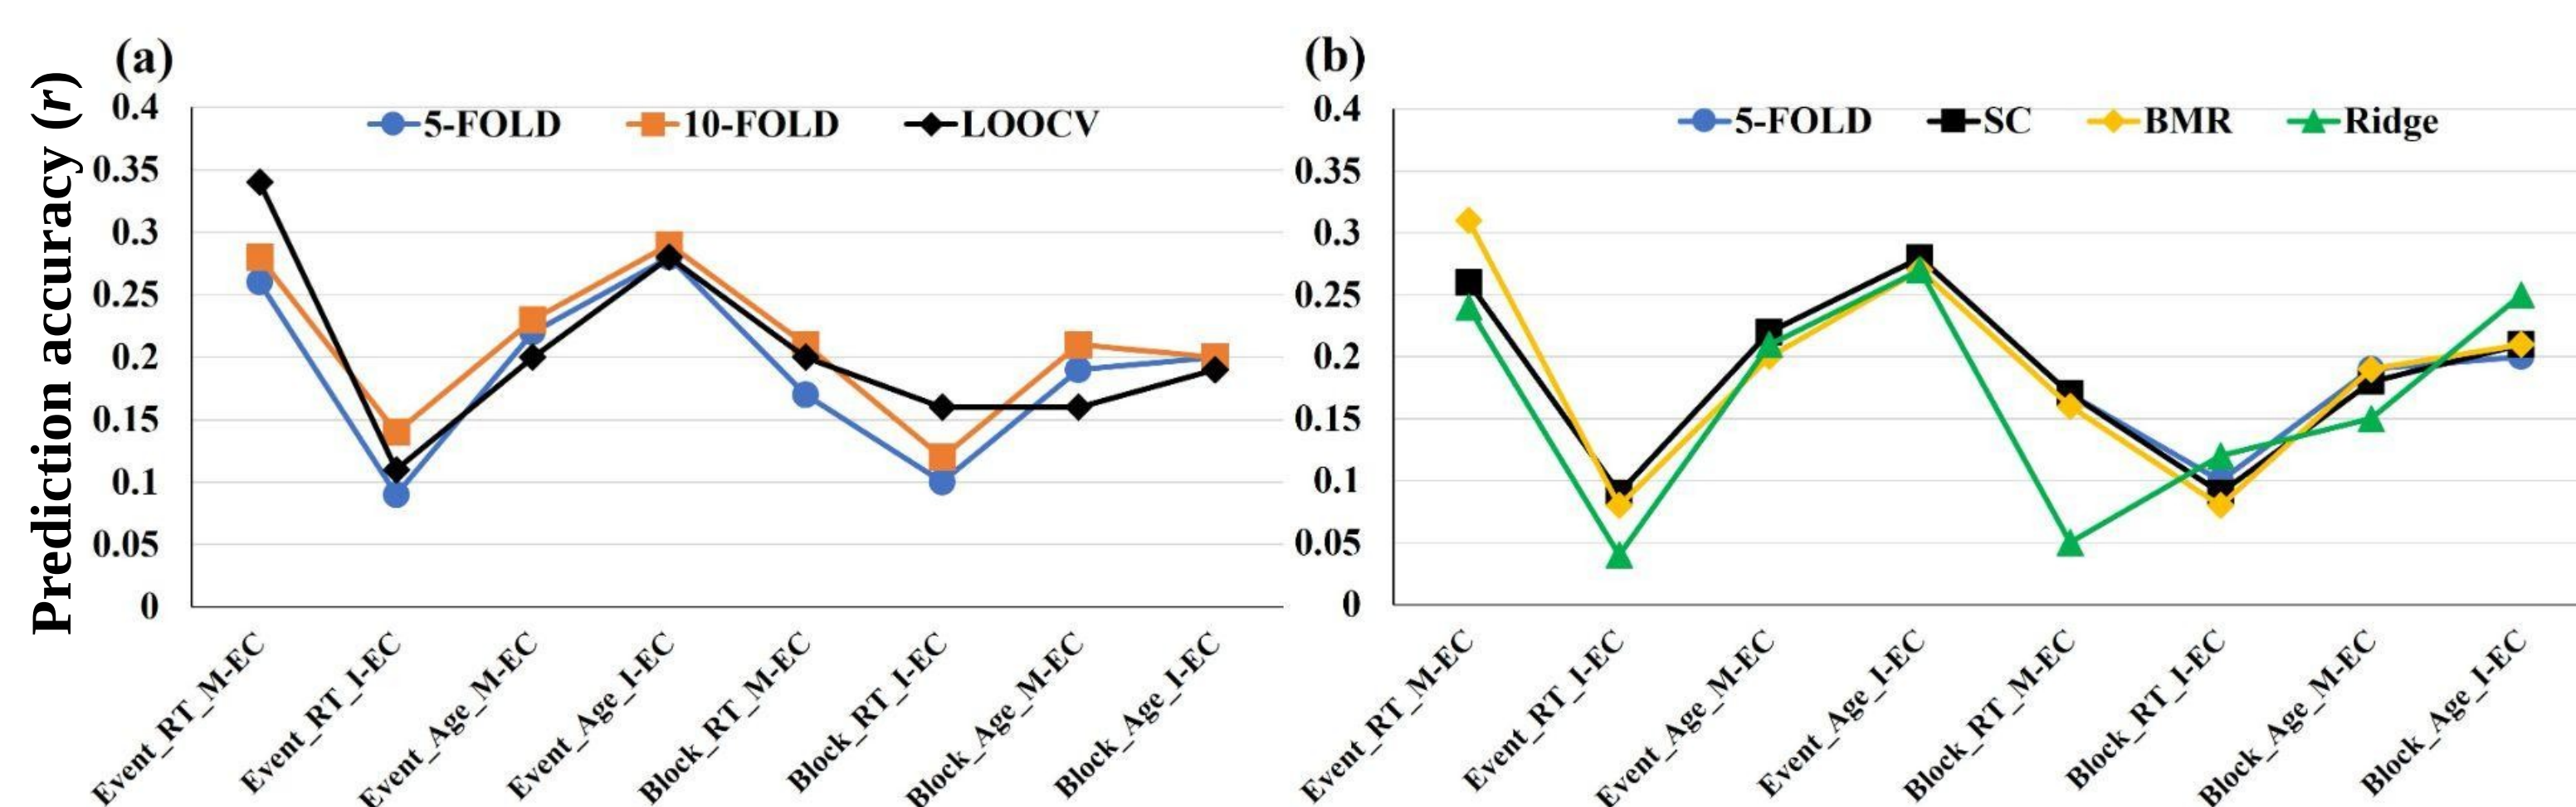 (a)
Prediction accuracy (r)
5-FOLD 10-FOLD LOOCV
0.4
0.35
0.3
0.25
0.2
0.15
0.1
0.05
0
Event_RT_M-EC
Event_RT_I-EC
Event_Age_M-EC
Event_Age_I-EC
Block_RT_M-EC
Block_RT_I-EC
Block_Age_M-EC
Block_Age_I-EC
(b)
5-FOLD SC BMR Ridge
0.4
0.35
0.3
0.25
0.2
0.15
0.1
0.05
0
Event_RT_M-EC
Event_RT_I-EC
Event_Age_M-EC
Event_Age_I-EC
Block_RT_M-EC
Block_RT_I-EC
Block_Age_M-EC
Block_Age_I-EC